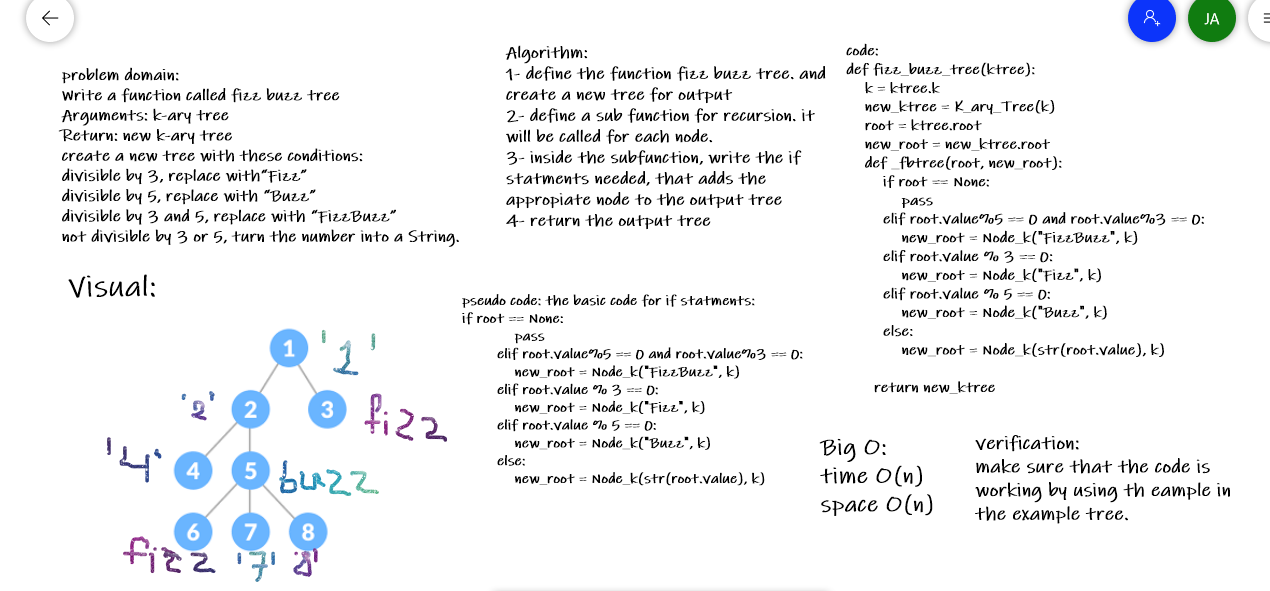 JA
problem domain:
Write a function called fizz buzz tree
Arguments: k-ary tree
Return: new k-ary tree
create a new tree with these conditions:
divisible by 3, replace with“Fizz”
divisible by 5, replace with “Buzz”
divisible by 3 and 5, replace with “FizzBuzz”
not divisible by 3 or 5, turn the number into a String.
Visual:
1 '1'
'2' 2 3 fizz
'4' 4 5 buzz
6 7 8
fizz '7' 8'
Algorithm:
1- define the function fizz buzz tree. and
create a new tree for output
2- define a sub function for recursion. it
will be called for each node.
3- inside the subfunction, write the if
statments needed, that adds the
appropiate node to the output tree
4- return the output tree
pseudo code: the basic code for if statments:
if root == None:
pass
elif root.value%5 == 0 and root.value%3 == 0:
new_root = Node_k("FizzBuzz", k)
elif root.value % 3 == 0:
new_root = Node_k("Fizz", k)
elif root.value % 5 == 0:
new_root = Node_k("Buzz", k)
else:
new_root = Node_k(str(root.value), k)
code:
def fizz_buzz_tree(ktree):
k = ktree.k
new_ktree = K_ary_Tree(k)
root = ktree.root
new_root = new_ktree.root
def _fbtree(root, new_root):
if root == None:
pass
elif root.value%5 == 0 and root.value%3 == 0:
new_root = Node_k("FizzBuzz", k)
elif root.value % 3 == 0:
new_root = Node_k("Fizz", k)
elif root.value % 5 == 0:
new_root = Node_k("Buzz", k)
else:
new_root = Node_k(str(root.value), k)
return new_ktree
Big O:
time O(n)
space O(n)
verification:
make sure that the code is
working by using th eample in
the example tree.